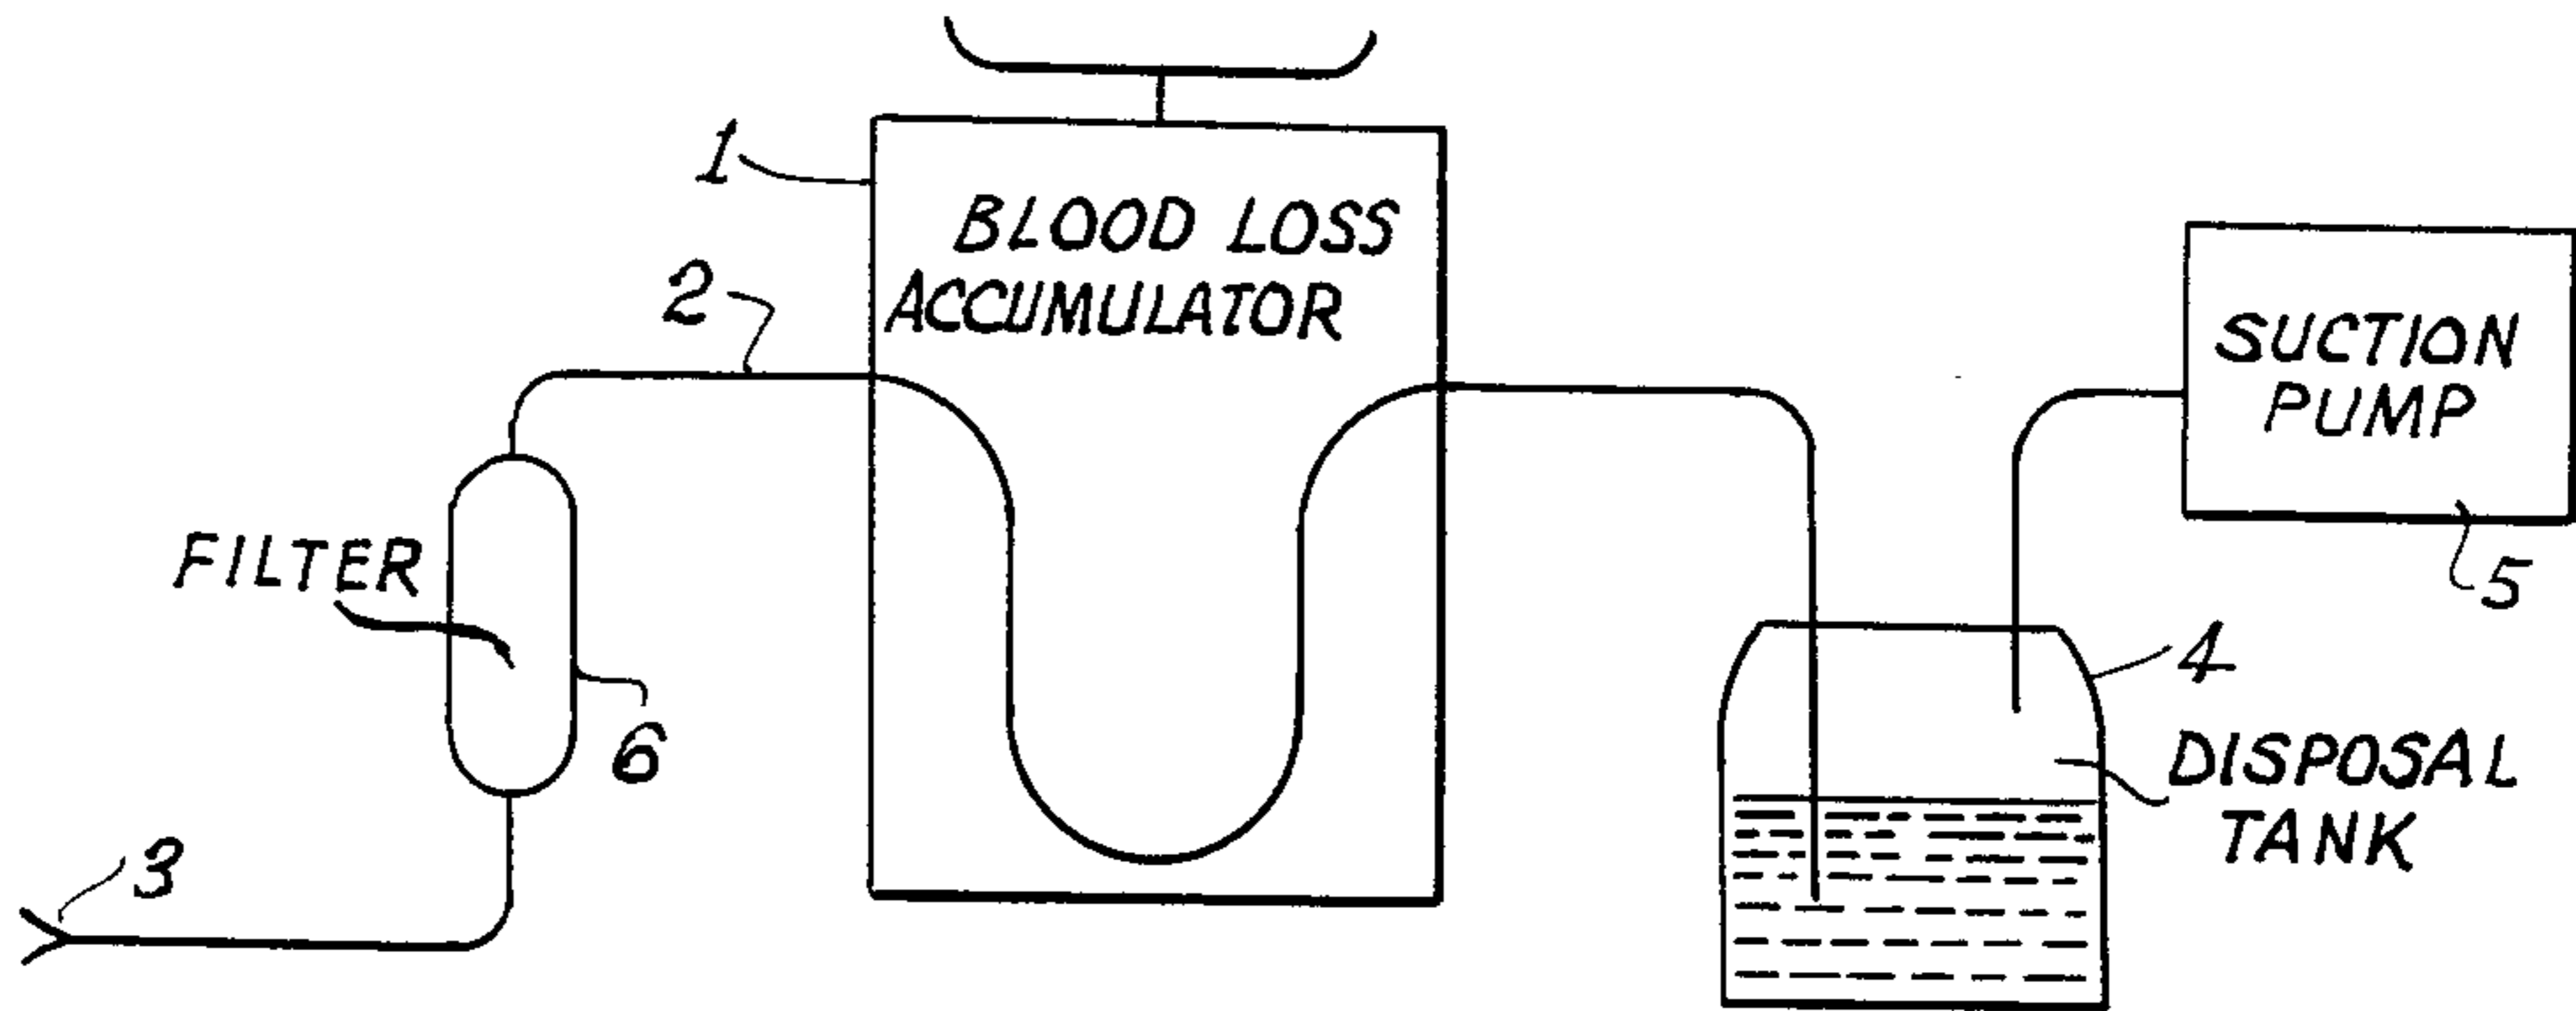 1
BLOOD LOSS
ACCUMULATOR
2
SUCTION
PUMP
5
FILTER
6
4
DISPOSAL
TANK
3